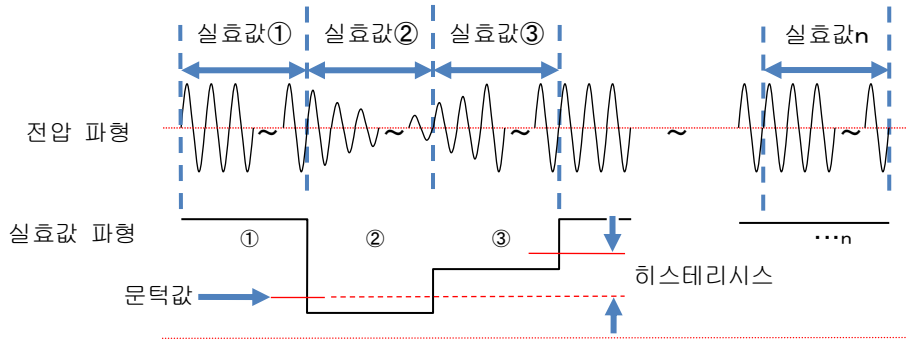 실효값① 실효값② 실효값③ 실효값n
전압 파형 ~ ~ ~ ~ ~
실효값 파형 ① ② ③ …n
히스테리시스
문턱값